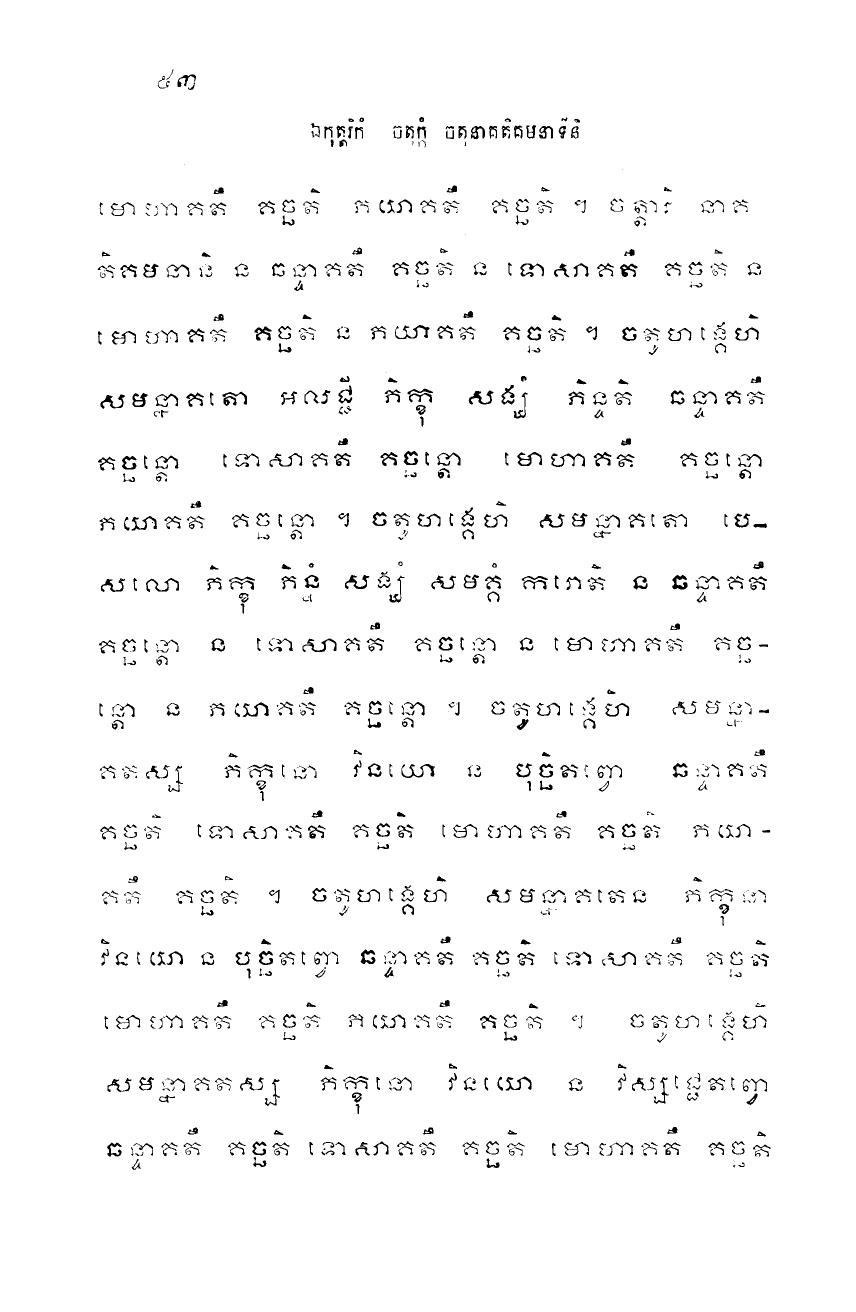 ៥៣
ឯកុត្តរិកំ ចតុក្កំ ចតុនាគតិគមនាទីនិ
មោហាគតឹ គច្ឆតិ ភយាគតឹ គច្ឆតិ ។ ចត្តារិ នាគ
តិគមនានិ ន ឆន្ទាគតឹ គច្ឆតិ ន ទោសាគតឹ គច្ឆតិ ន
មោហាគតឹ គច្ឆតិ ន ភយាគតឹ គច្ឆតិ ។ ចតូហង្គេហិ
សមន្នាគតោ អលជ្ជី ភិក្ខុ សង្ឃំ ភិន្ទតិ ឆន្ទាគតឹ
គច្ឆន្តោ ទោសាគតឹ គច្ឆន្តោ មោហាគតឹ គច្ឆន្តោ
ភយាគតឹ គច្ឆន្តោ ។ ចតូហង្គេហិ សមន្នាគតោ បេ-
សលោ ភិក្ខុ ភិន្នំ សង្ឃំ សមគ្គំ ករោតិ ន ឆន្ទាគតឹ
គច្ឆន្តោ ន ទោសាគតឹ គច្ឆន្តោ ន មោហាគតឹ គច្ឆ-
ន្តោ ន ភយាគតឹ គច្ឆន្តោ ។ ចតូហង្គេហិ សមន្នា-
គតស្ស ភិក្ខុនោ វិនយោ ន បុច្ឆិតព្វោ ឆន្ទាគតឹ
គច្ឆតិ ទោសាគតឹ គច្ឆតិ មោហាគតឹ គច្ឆតិ ភយា-
គតឹ គច្ឆតិ ។ ចតូហង្គេហិ សមន្នាគតេន ភិក្ខុនា
វិនយោ ន បុច្ឆិតព្វោ ឆន្ទាគតឹ គច្ឆតិ ទោសាគតឹ គច្ឆតិ
មោហាគតឹ គច្ឆតិ ភយាគតឹ គច្ឆតិ ។ ចតូហង្គេហិ
សមន្នាគតស្ស ភិក្ខុនោ វិនយោ ន វិស្សជ្ជេតព្វោ
ឆន្ទាគតឹ គច្ឆតិ ទោសាគតឹ គច្ឆតិ មោហាគតឹ គច្ឆតិ